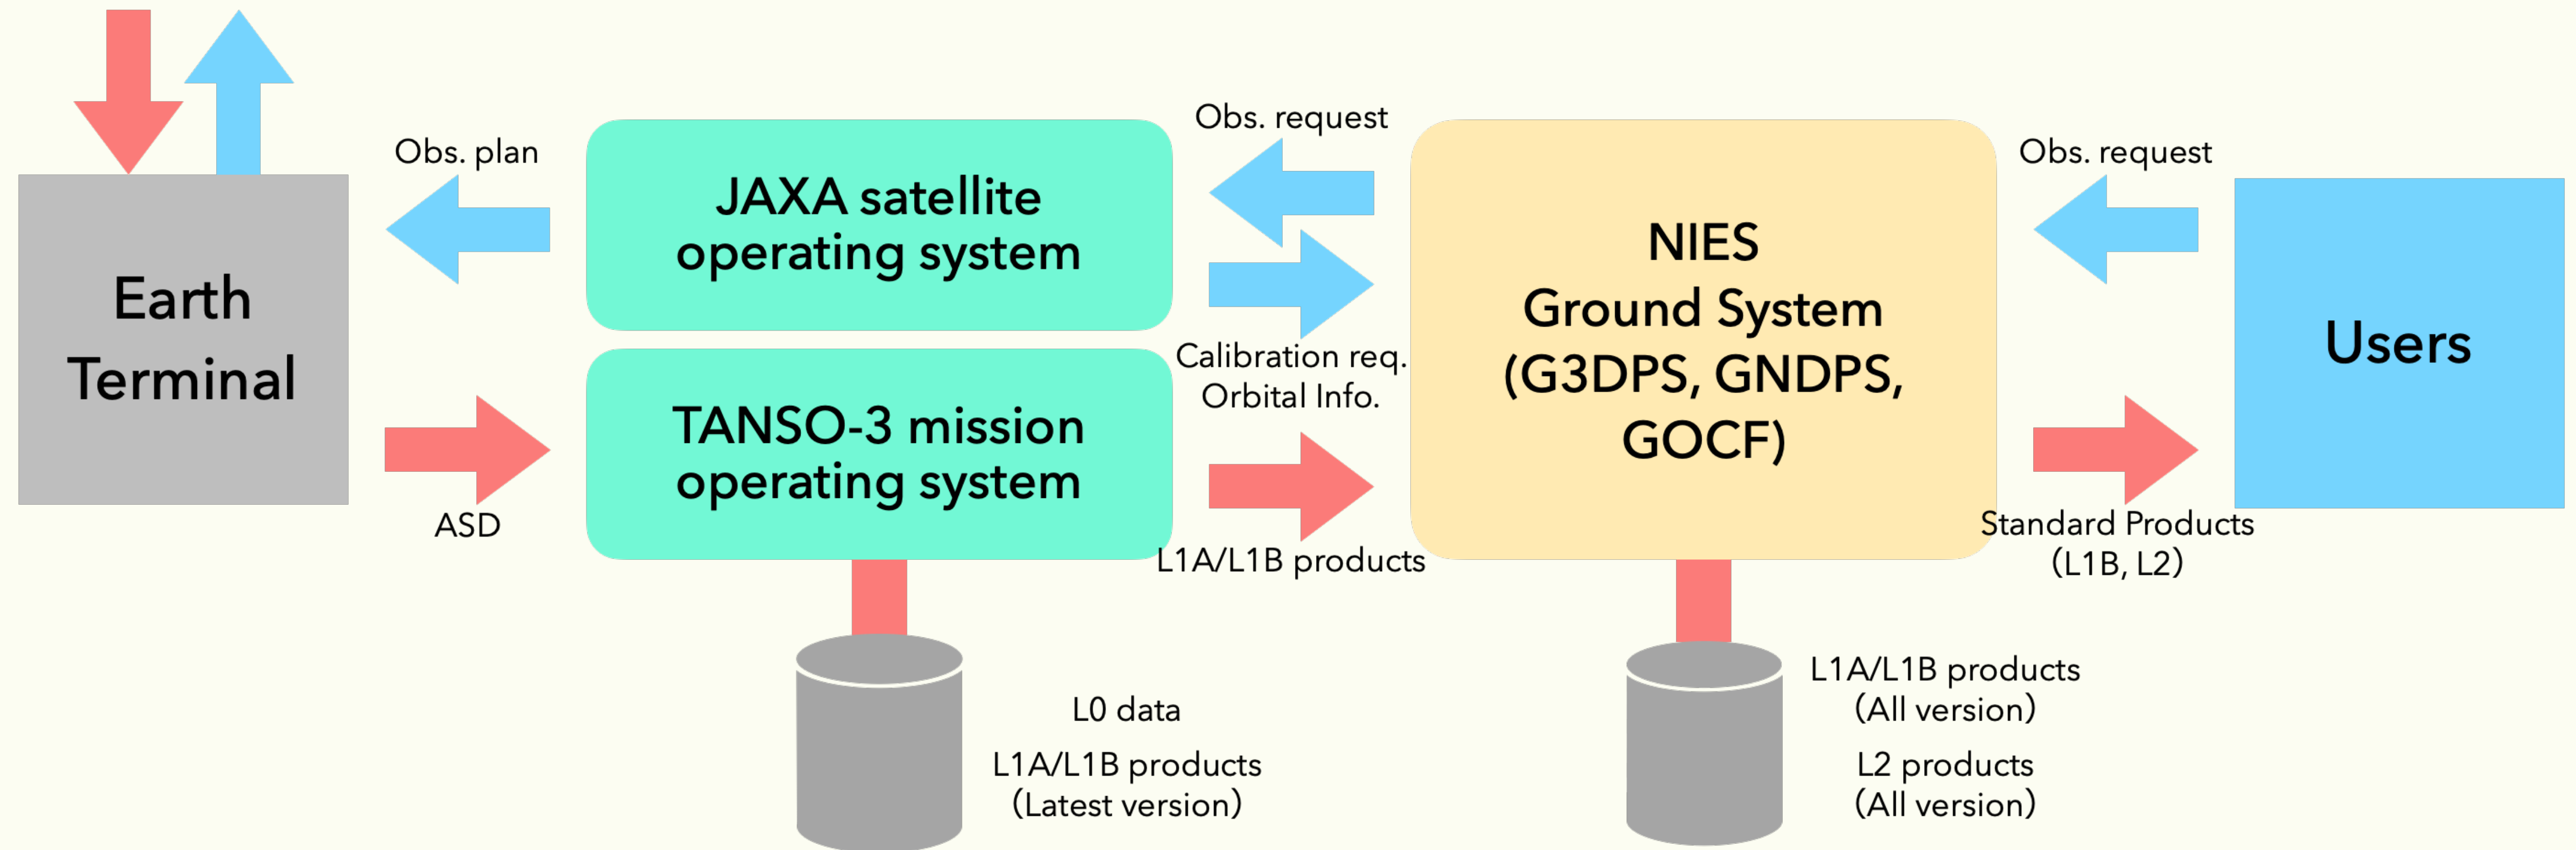 Earth
Terminal
Obs. plan
ASD
JAXA satellite
operating system
TANSO-3 mission
operating system
L0 data
L1A/L1B products
(Latest version)
Obs. request
Calibration req.
Orbital Info.
L1A/L1B products
NIES
Ground System
(G3DPS, GNDPS,
GOCF)
L1A/L1B products
(All version)
L2 products
(All version)
Obs. request
Standard Products
(L1B, L2)
Users